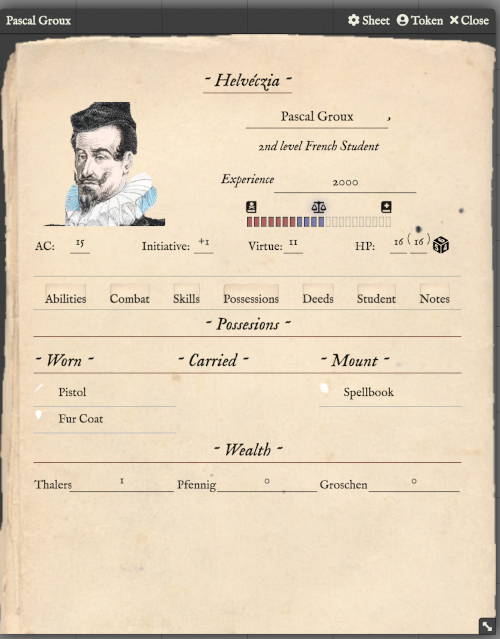 Pascal Groux Sheet Token Close
~ Helvéczia ~
Pascal Groux ,
2nd level French Student
Experience 2000
AC: 15 Initiative: +1 Virtue: 11 HP: 16 ( 16 )
Abilities Combat Skills Possessions Deeds Student Notes
~ Possesions ~
~ Worn ~ ~ Carried ~ ~ Mount ~
Pistol Spellbook
Fur Coat
~ Wealth ~
Thalers 1 Pfennig 0 Groschen 0